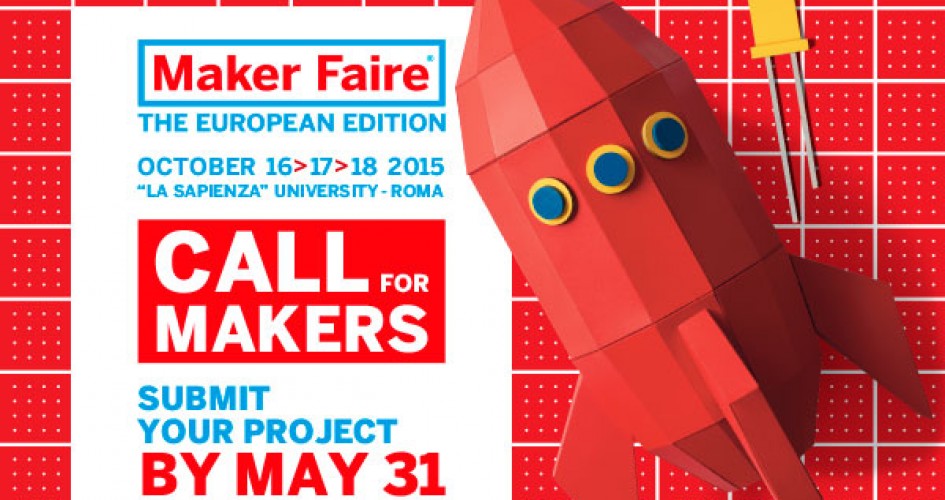 Maker Faire®
THE EUROPEAN EDITION
OCTOBER 16>17>18 2015
“LA SAPIENZA” UNIVERSITY - ROMA
CALL FOR
MAKERS
SUBMIT
YOUR PROJECT
BY MAY 31